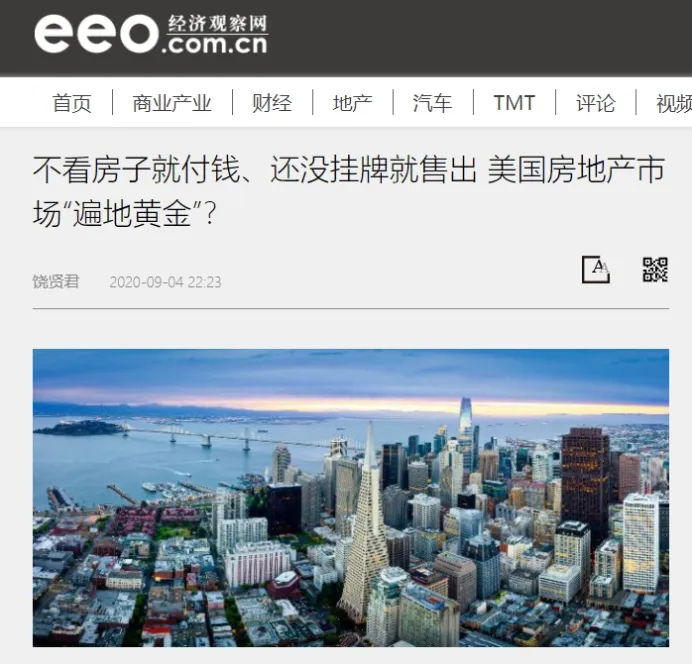 eeo 经济观察网
.com.cn
首页 商业产业 财经 地产 汽车 TMT 评论 视频
不看房子就付钱、还没挂牌就售出 美国房地产市
场“遍地黄金”?
饶贤君 2020-09-04 22:23
A